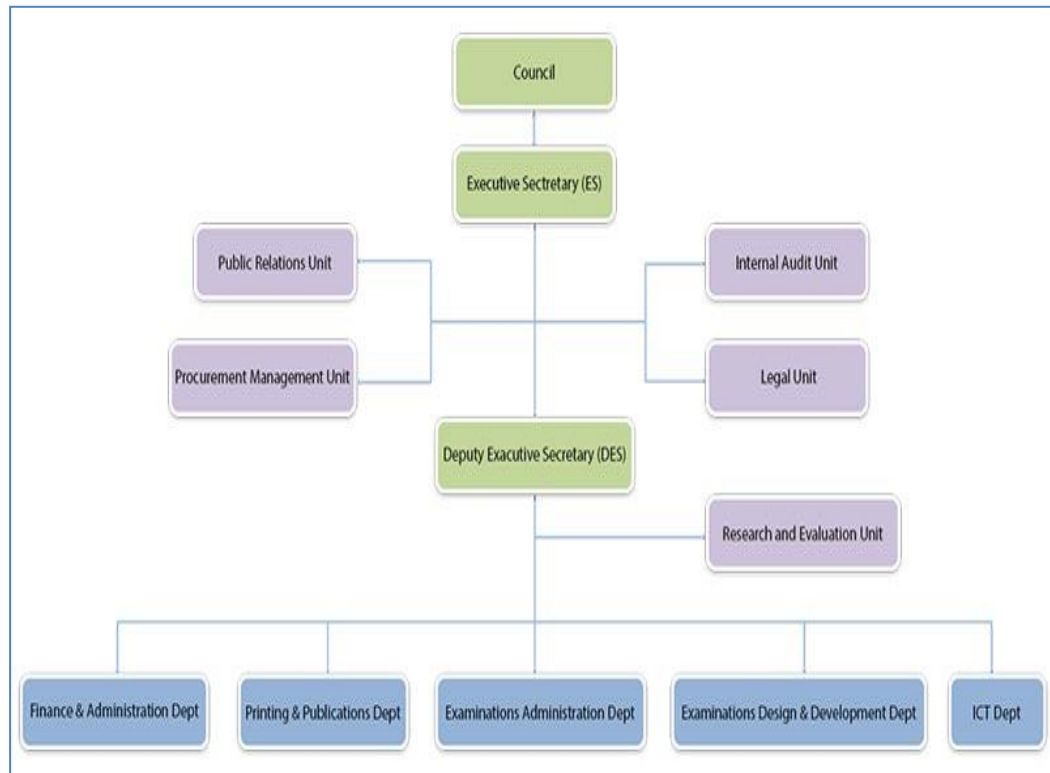 Council
Executive Sectretary (ES)
Public Relations Unit
Internal Audit Unit
Procurement Management Unit
Legal Unit
Deputy Exacutive Secretary (DES)
Research and Evaluation Unit
Finance & Administration Dept
Printing & Publications Dept
Examinations Administration Dept
Examinations Design & Development Dept
ICT Dept